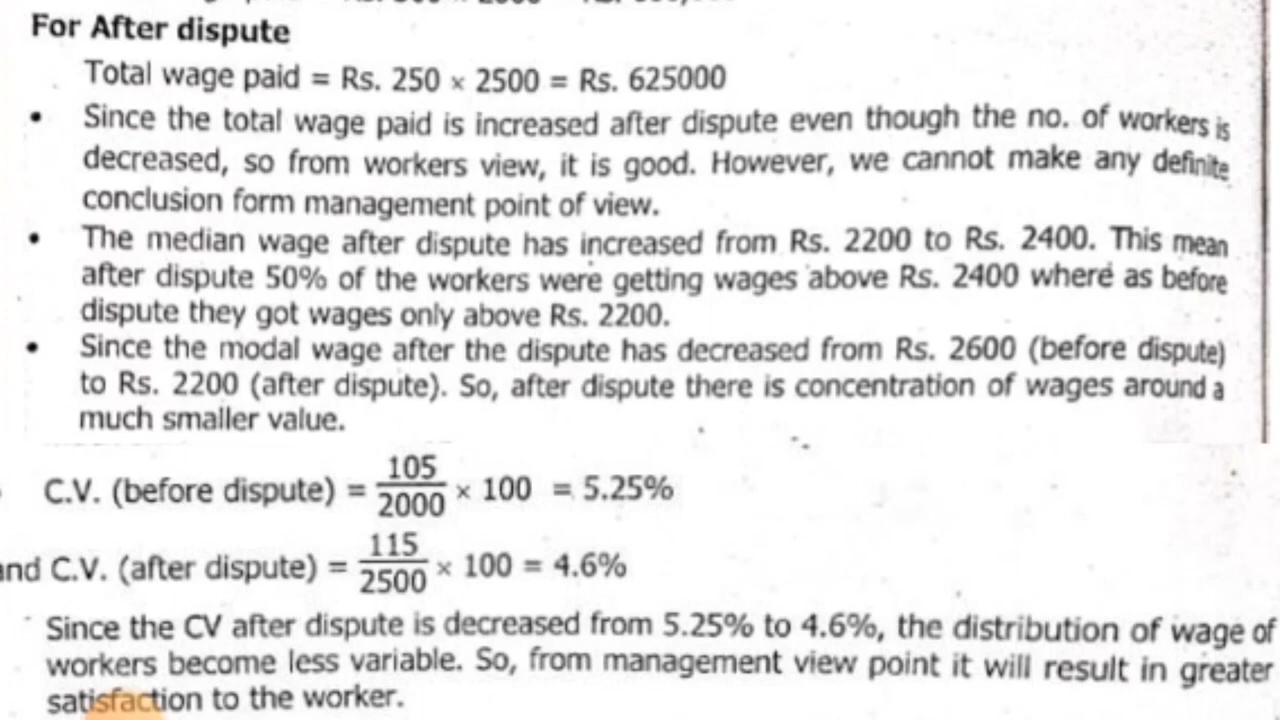 For After dispute
Total wage paid = Rs. 250 × 2500 = Rs. 625000
• Since the total wage paid is increased after dispute even though the no. of workers is
decreased, so from workers view, it is good. However, we cannot make any definite
conclusion form management point of view.
• The median wage after dispute has increased from Rs. 2200 to Rs. 2400. This mean
after dispute 50% of the workers were getting wages above Rs. 2400 where as before
dispute they got wages only above Rs. 2200.
• Since the modal wage after the dispute has decreased from Rs. 2600 (before dispute)
to Rs. 2200 (after dispute). So, after dispute there is concentration of wages around a
much smaller value.
C.V. (before dispute) = 105/2000 × 100 = 5.25%
and C.V. (after dispute) = 115/2500 × 100 = 4.6%
Since the CV after dispute is decreased from 5.25% to 4.6%, the distribution of wage of
workers become less variable. So, from management view point it will result in greater
satisfaction to the worker.